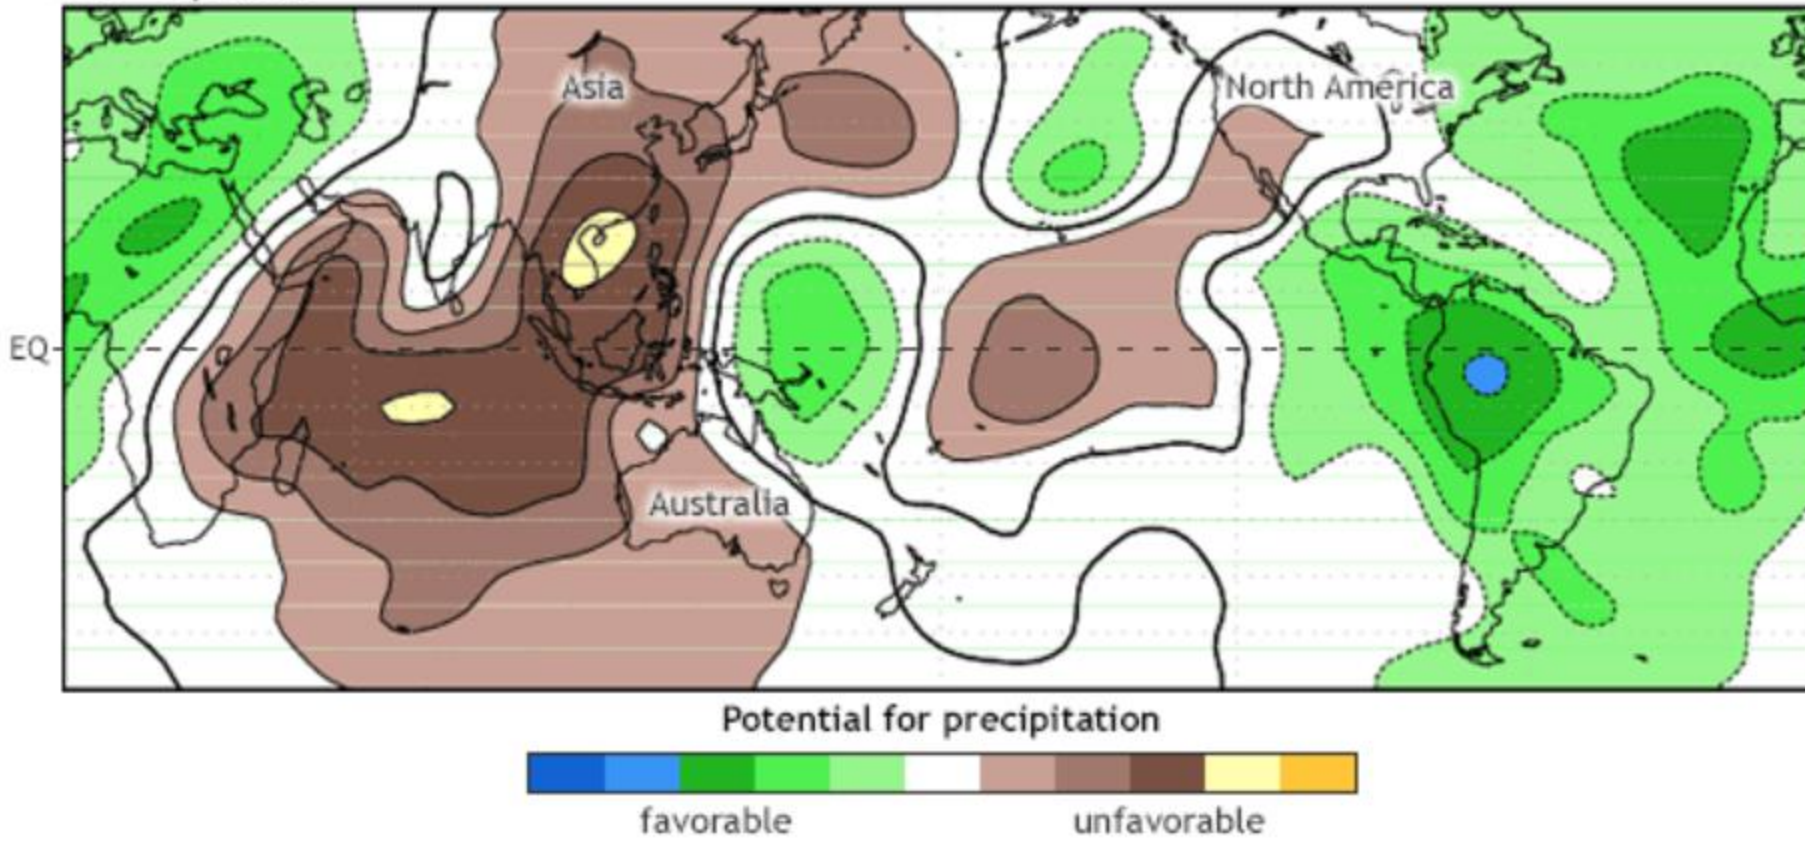 Asia
North America
EQ
Australia
Potential for precipitation
favorable
unfavorable